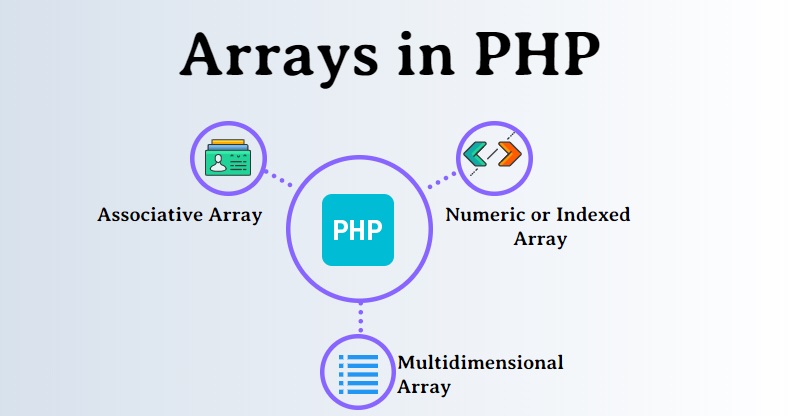 Arrays in PHP
Associative Array
PHP
Numeric or Indexed
Array
Multidimensional
Array